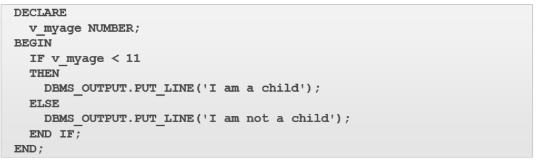 DECLARE
  v_myage NUMBER;
BEGIN
  IF v_myage < 11
  THEN
    DBMS_OUTPUT.PUT_LINE('I am a child');
  ELSE
    DBMS_OUTPUT.PUT_LINE('I am not a child');
  END IF;
END;